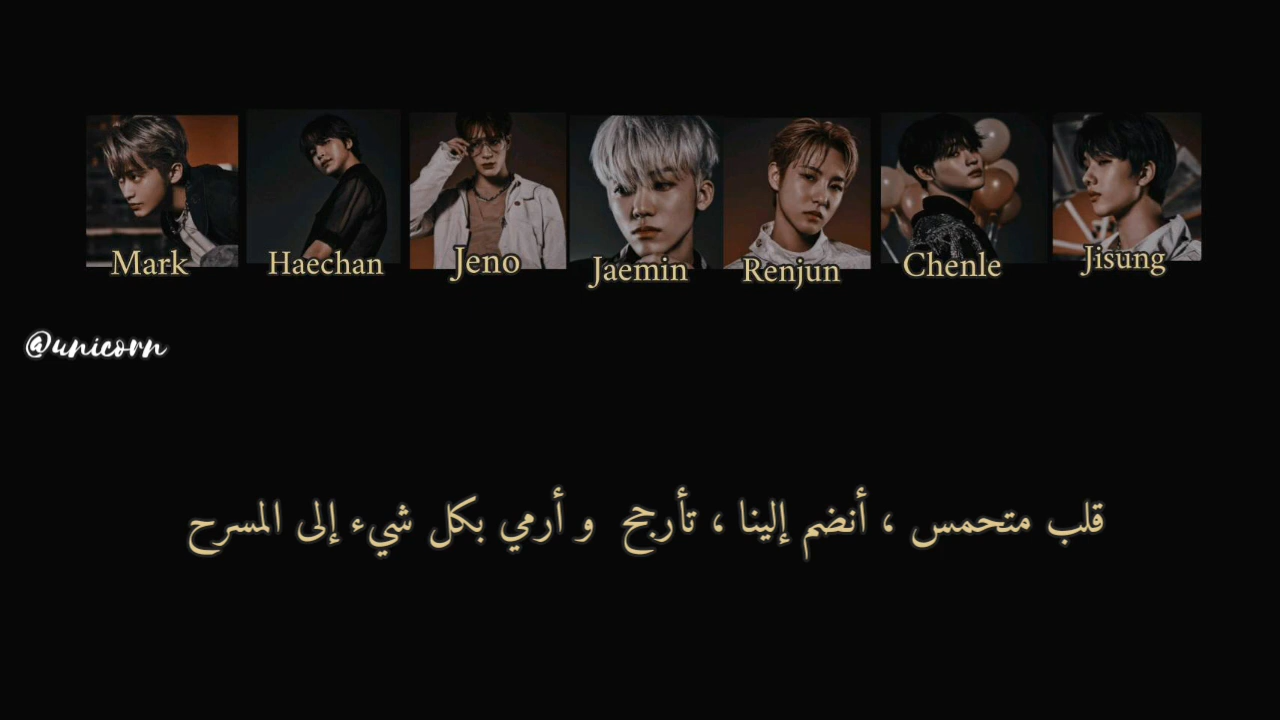 Mark Haechan Jeno Jaemin Renjun Chenle Jisung
@unicorn
قلب متحمس ، أنضم إلينا ، تأرجح و أرمي بكل شيء إلى المسرح